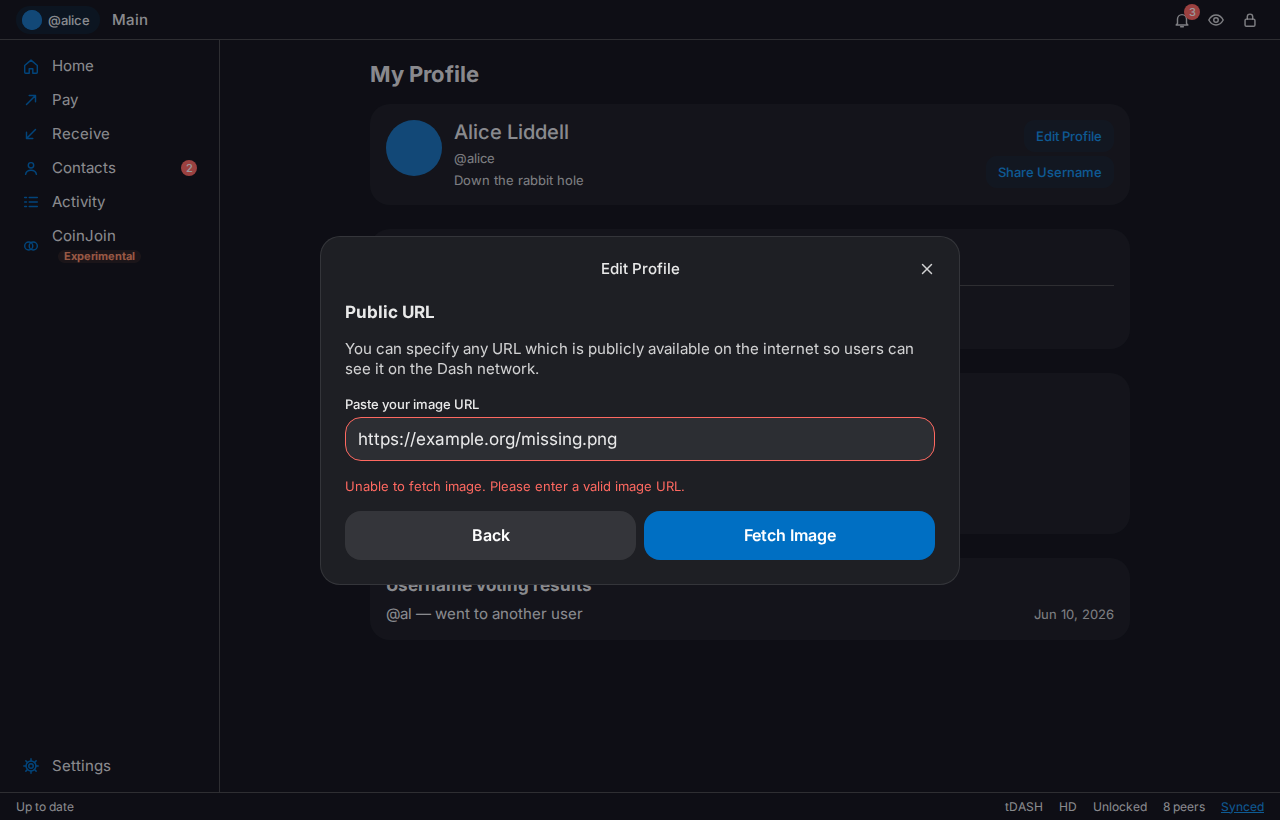 @alice
Main
3
Home
Pay
Receive
Contacts
2
Activity
CoinJoin
Experimental
Settings
My Profile
Alice Liddell
@alice
Down the rabbit hole
Edit Profile
Share Username
Edit Profile
Public URL
You can specify any URL which is publicly available on the internet so users can
see it on the Dash network.
Paste your image URL
https://example.org/missing.png
Unable to fetch image. Please enter a valid image URL.
Back
Fetch Image
Username voting results
@al — went to another user
Jun 10, 2026
Up to date
tDASH
HD
Unlocked
8 peers
Synced